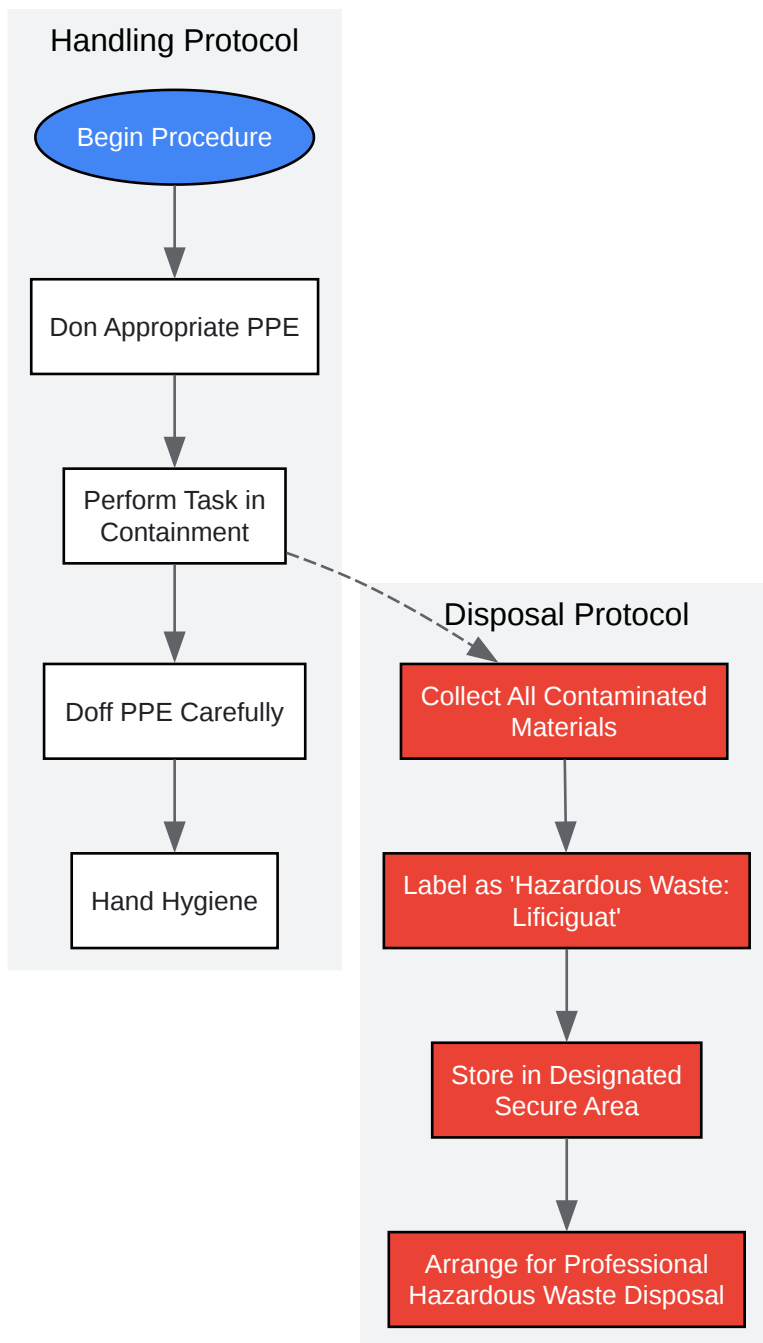 Handling Protocol
Begin Procedure
Don Appropriate PPE
Perform Task in
Containment
Doff PPE Carefully
Hand Hygiene
Disposal Protocol
Collect All Contaminated
Materials
Label as 'Hazardous Waste:
Lificiguat'
Store in Designated
Secure Area
Arrange for Professional
Hazardous Waste Disposal